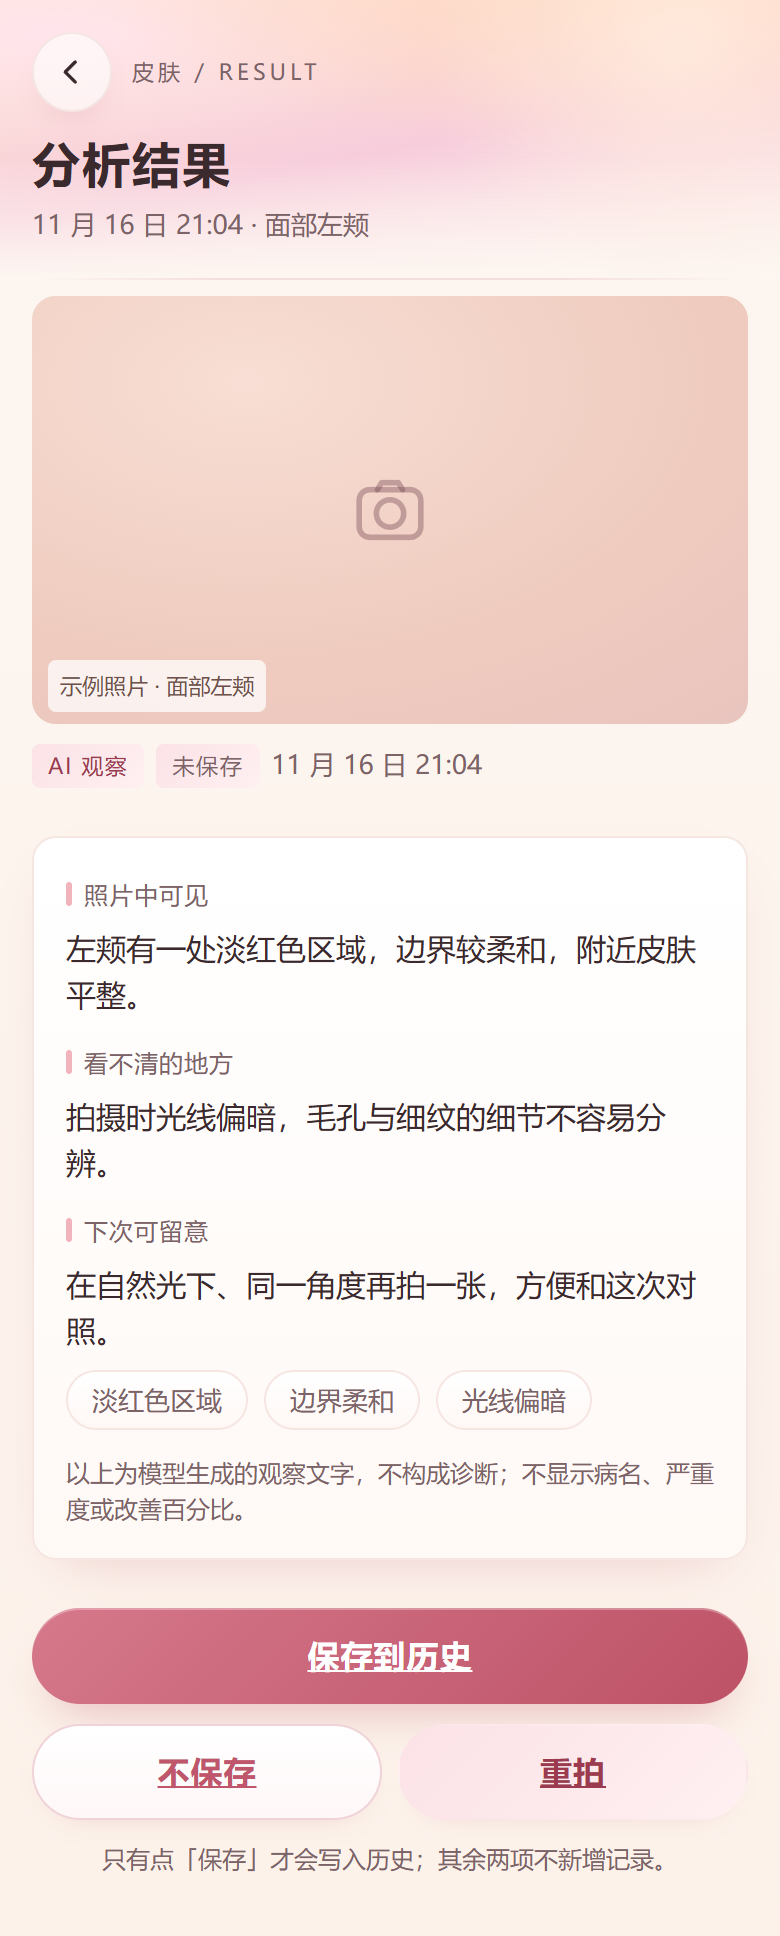 皮肤 / RESULT
分析结果
11 月 16 日 21:04 · 面部左颊
示例照片 · 面部左颊
AI 观察 未保存 11 月 16 日 21:04
照片中可见
左颊有一处淡红色区域，边界较柔和，附近皮肤
平整。
看不清的地方
拍摄时光线偏暗，毛孔与细纹的细节不容易分
辨。
下次可留意
在自然光下、同一角度再拍一张，方便和这次对
照。
淡红色区域 边界柔和 光线偏暗
以上为模型生成的观察文字，不构成诊断；不显示病名、严重
度或改善百分比。
保存到历史
不保存 重拍
只有点「保存」才会写入历史；其余两项不新增记录。